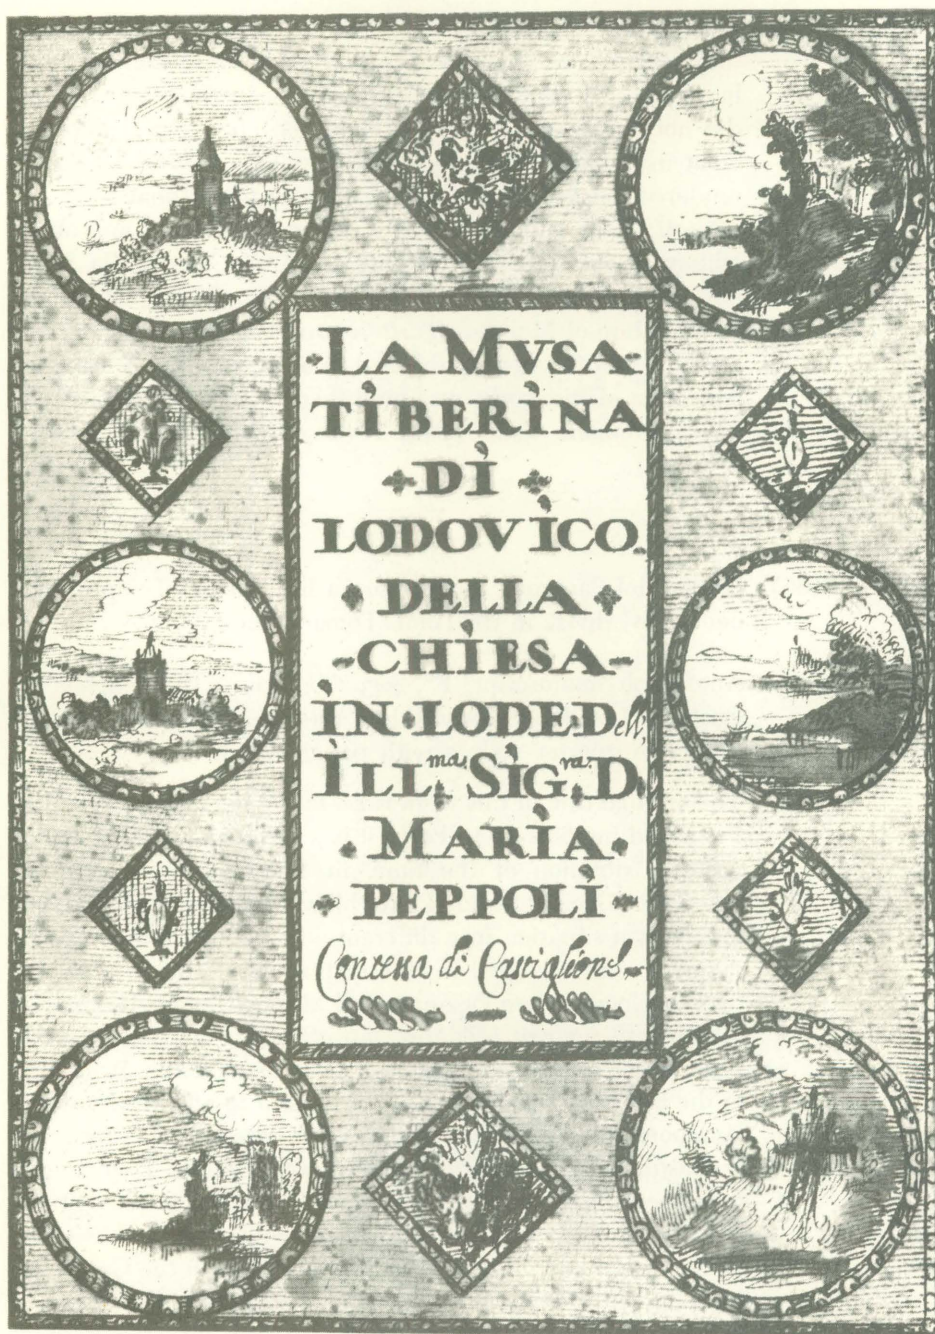 LA MVSA
TIBERINA
DI
LODOVICO
DELLA
CHIESA
IN LODE Dell'
ILL.ma SIG.ra D.
MARIA
PEPPOLI
Contessa di Castiglione